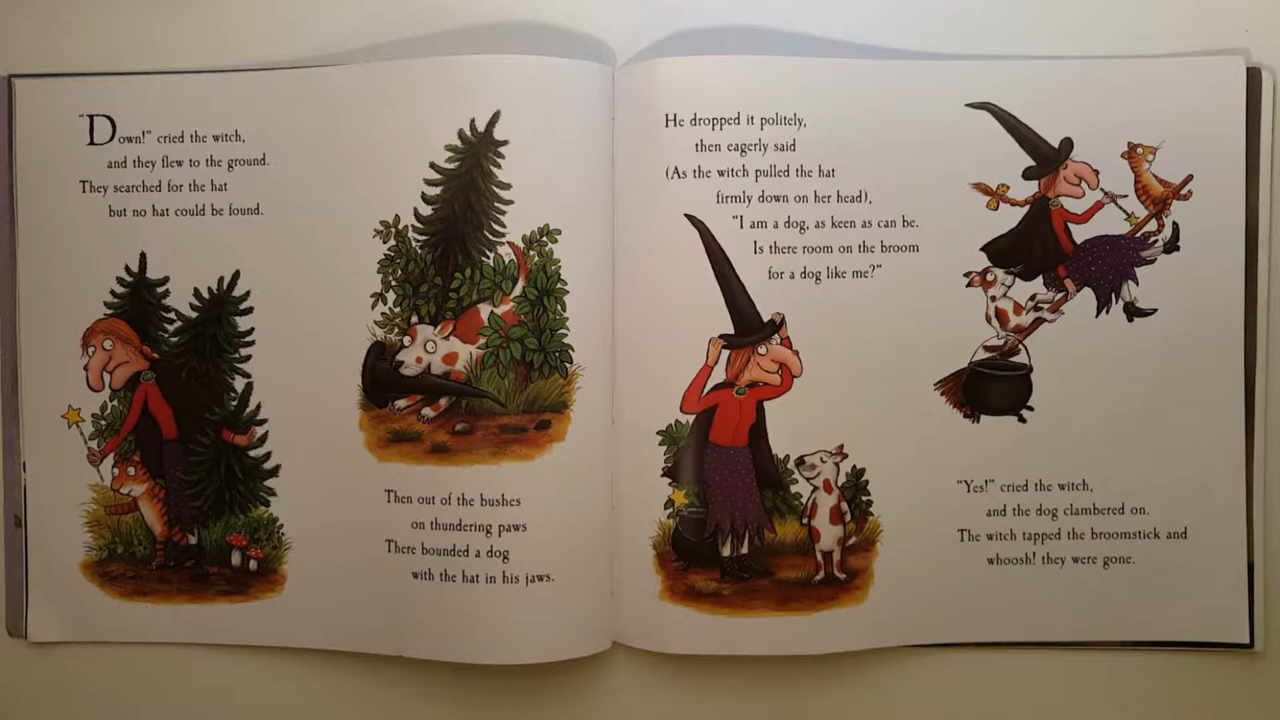 "Down!" cried the witch,
and they flew to the ground.
They searched for the hat
but no hat could be found.
Then out of the bushes
on thundering paws
There bounded a dog
with the hat in his jaws.
He dropped it politely,
then eagerly said
(As the witch pulled the hat
firmly down on her head),
"I am a dog, as keen as can be.
Is there room on the broom
for a dog like me?"
"Yes!" cried the witch,
and the dog clambered on.
The witch tapped the broomstick and
whoosh! they were gone.